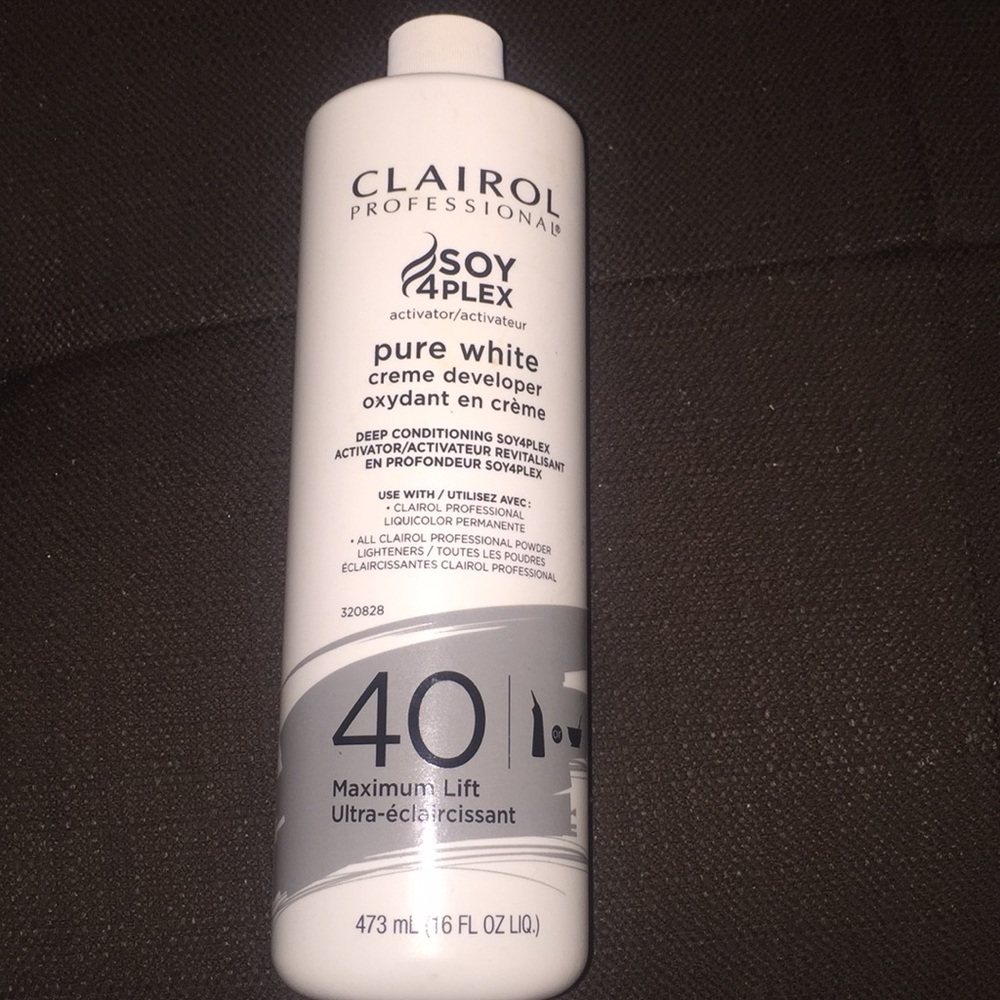 CLAIROL
PROFESSIONAL®
SOY
4PLEX
activator/activateur
pure white
creme developer
oxydant en crème
DEEP CONDITIONING SOY4PLEX
ACTIVATOR/ACTIVATEUR REVITALISANT
EN PROFONDEUR SOY4PLEX
USE WITH / UTILISEZ AVEC :
• CLAIROL PROFESSIONAL
LIQUICOLOR PERMANENTE
• ALL CLAIROL PROFESSIONAL POWDER
LIGHTENERS / TOUTES LES POUDRES
ÉCLAIRCISSANTES CLAIROL PROFESSIONAL
320828
40
or
Maximum Lift
Ultra-éclaircissant
473 mL (16 FL OZ LIQ.)